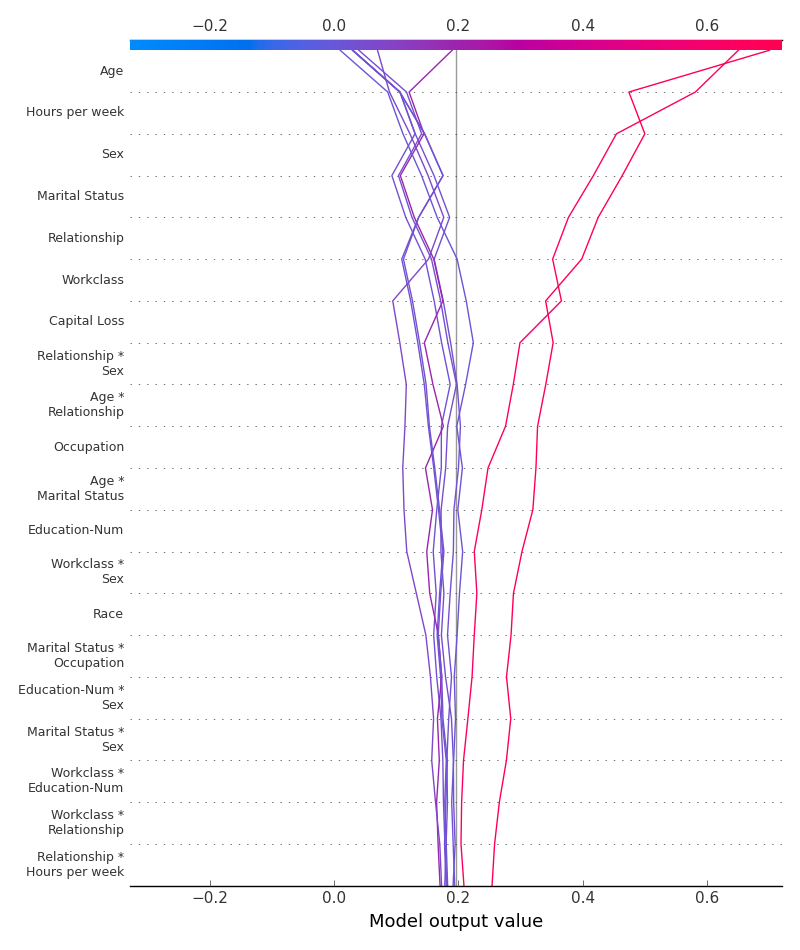 −0.2 0.0 0.2 0.4 0.6
Age
Hours per week
Sex
Marital Status
Relationship
Workclass
Capital Loss
Relationship *
Sex
Age *
Relationship
Occupation
Age *
Marital Status
Education-Num
Workclass *
Sex
Race
Marital Status *
Occupation
Education-Num *
Sex
Marital Status *
Sex
Workclass *
Education-Num
Workclass *
Relationship
Relationship *
Hours per week
−0.2 0.0 0.2 0.4 0.6
Model output value